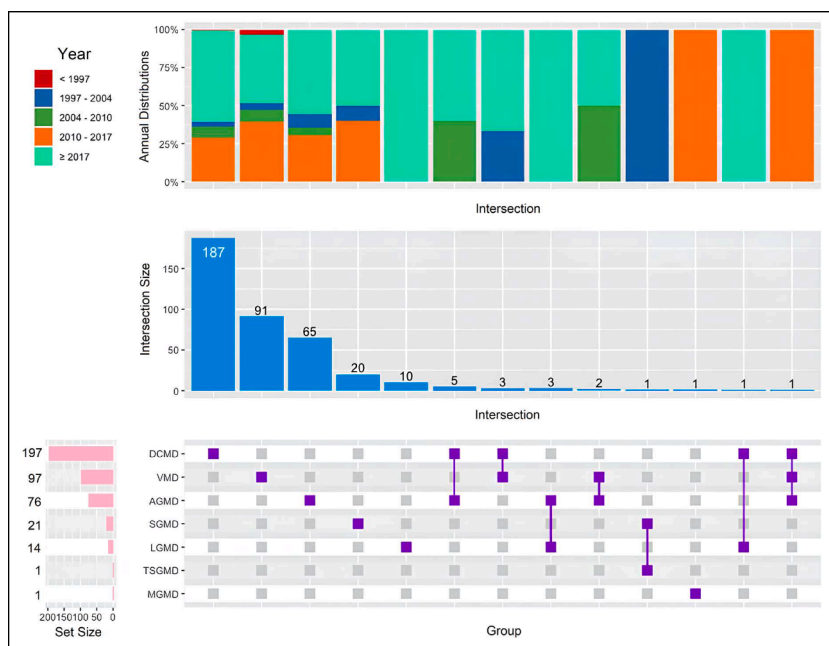 Year
< 1997
1997 - 2004
2004 - 2010
2010 - 2017
≥ 2017
Annual Distributions
100%
75%
50%
25%
0%
Intersection
Intersection Size
150
100
50
0
187
91
65
20
10
5
3
3
2
1
1
1
1
Intersection
197
97
76
21
14
1
1
200150100 50 0
Set Size
DCMD
VMD
AGMD
SGMD
LGMD
TSGMD
MGMD
Group